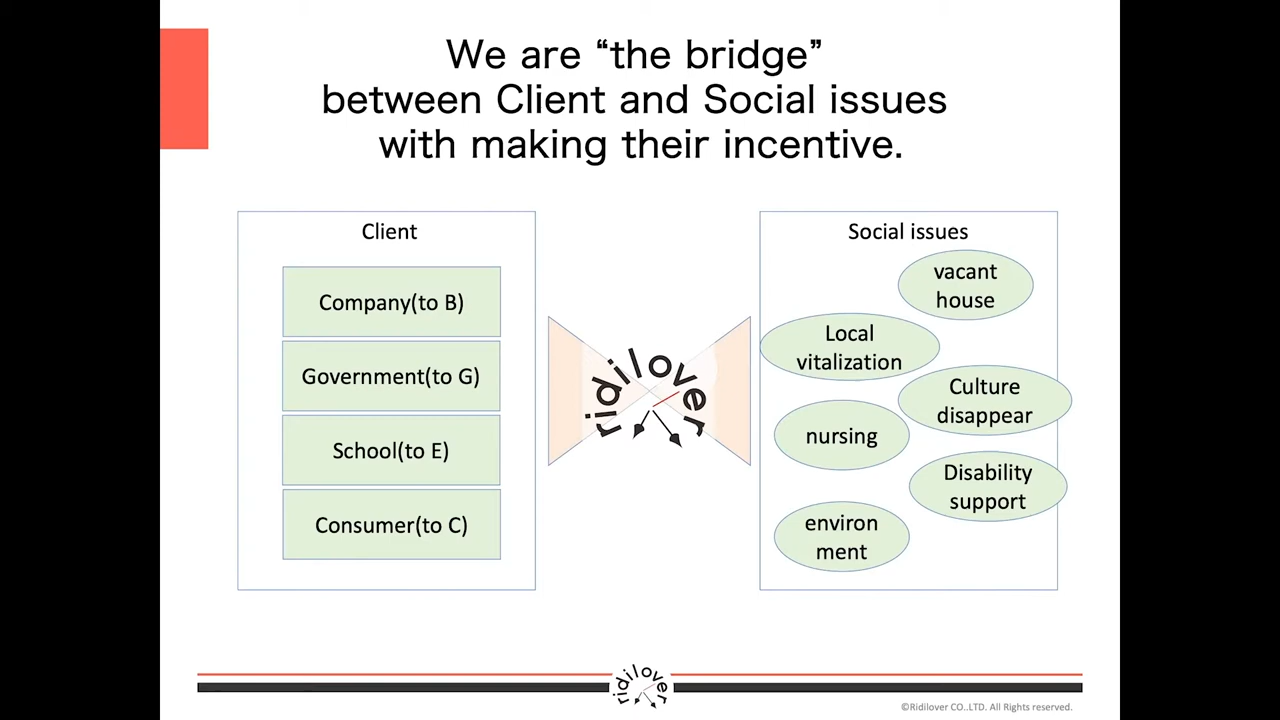 We are “the bridge”
between Client and Social issues
with making their incentive.
Client
Company(to B)
Government(to G)
School(to E)
Consumer(to C)
ridilover
Social issues
vacant
house
Local
vitalization
Culture
disappear
nursing
Disability
support
environ
ment
ridilover
©Ridilover CO.,LTD. All Rights reserved.